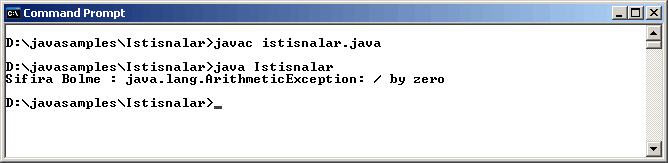 Command Prompt
D:\javasamples\Istisnalar>javac istisnalar.java
D:\javasamples\Istisnalar>java Istisnalar
Sifira Bolme : java.lang.ArithmeticException: / by zero
D:\javasamples\Istisnalar>_